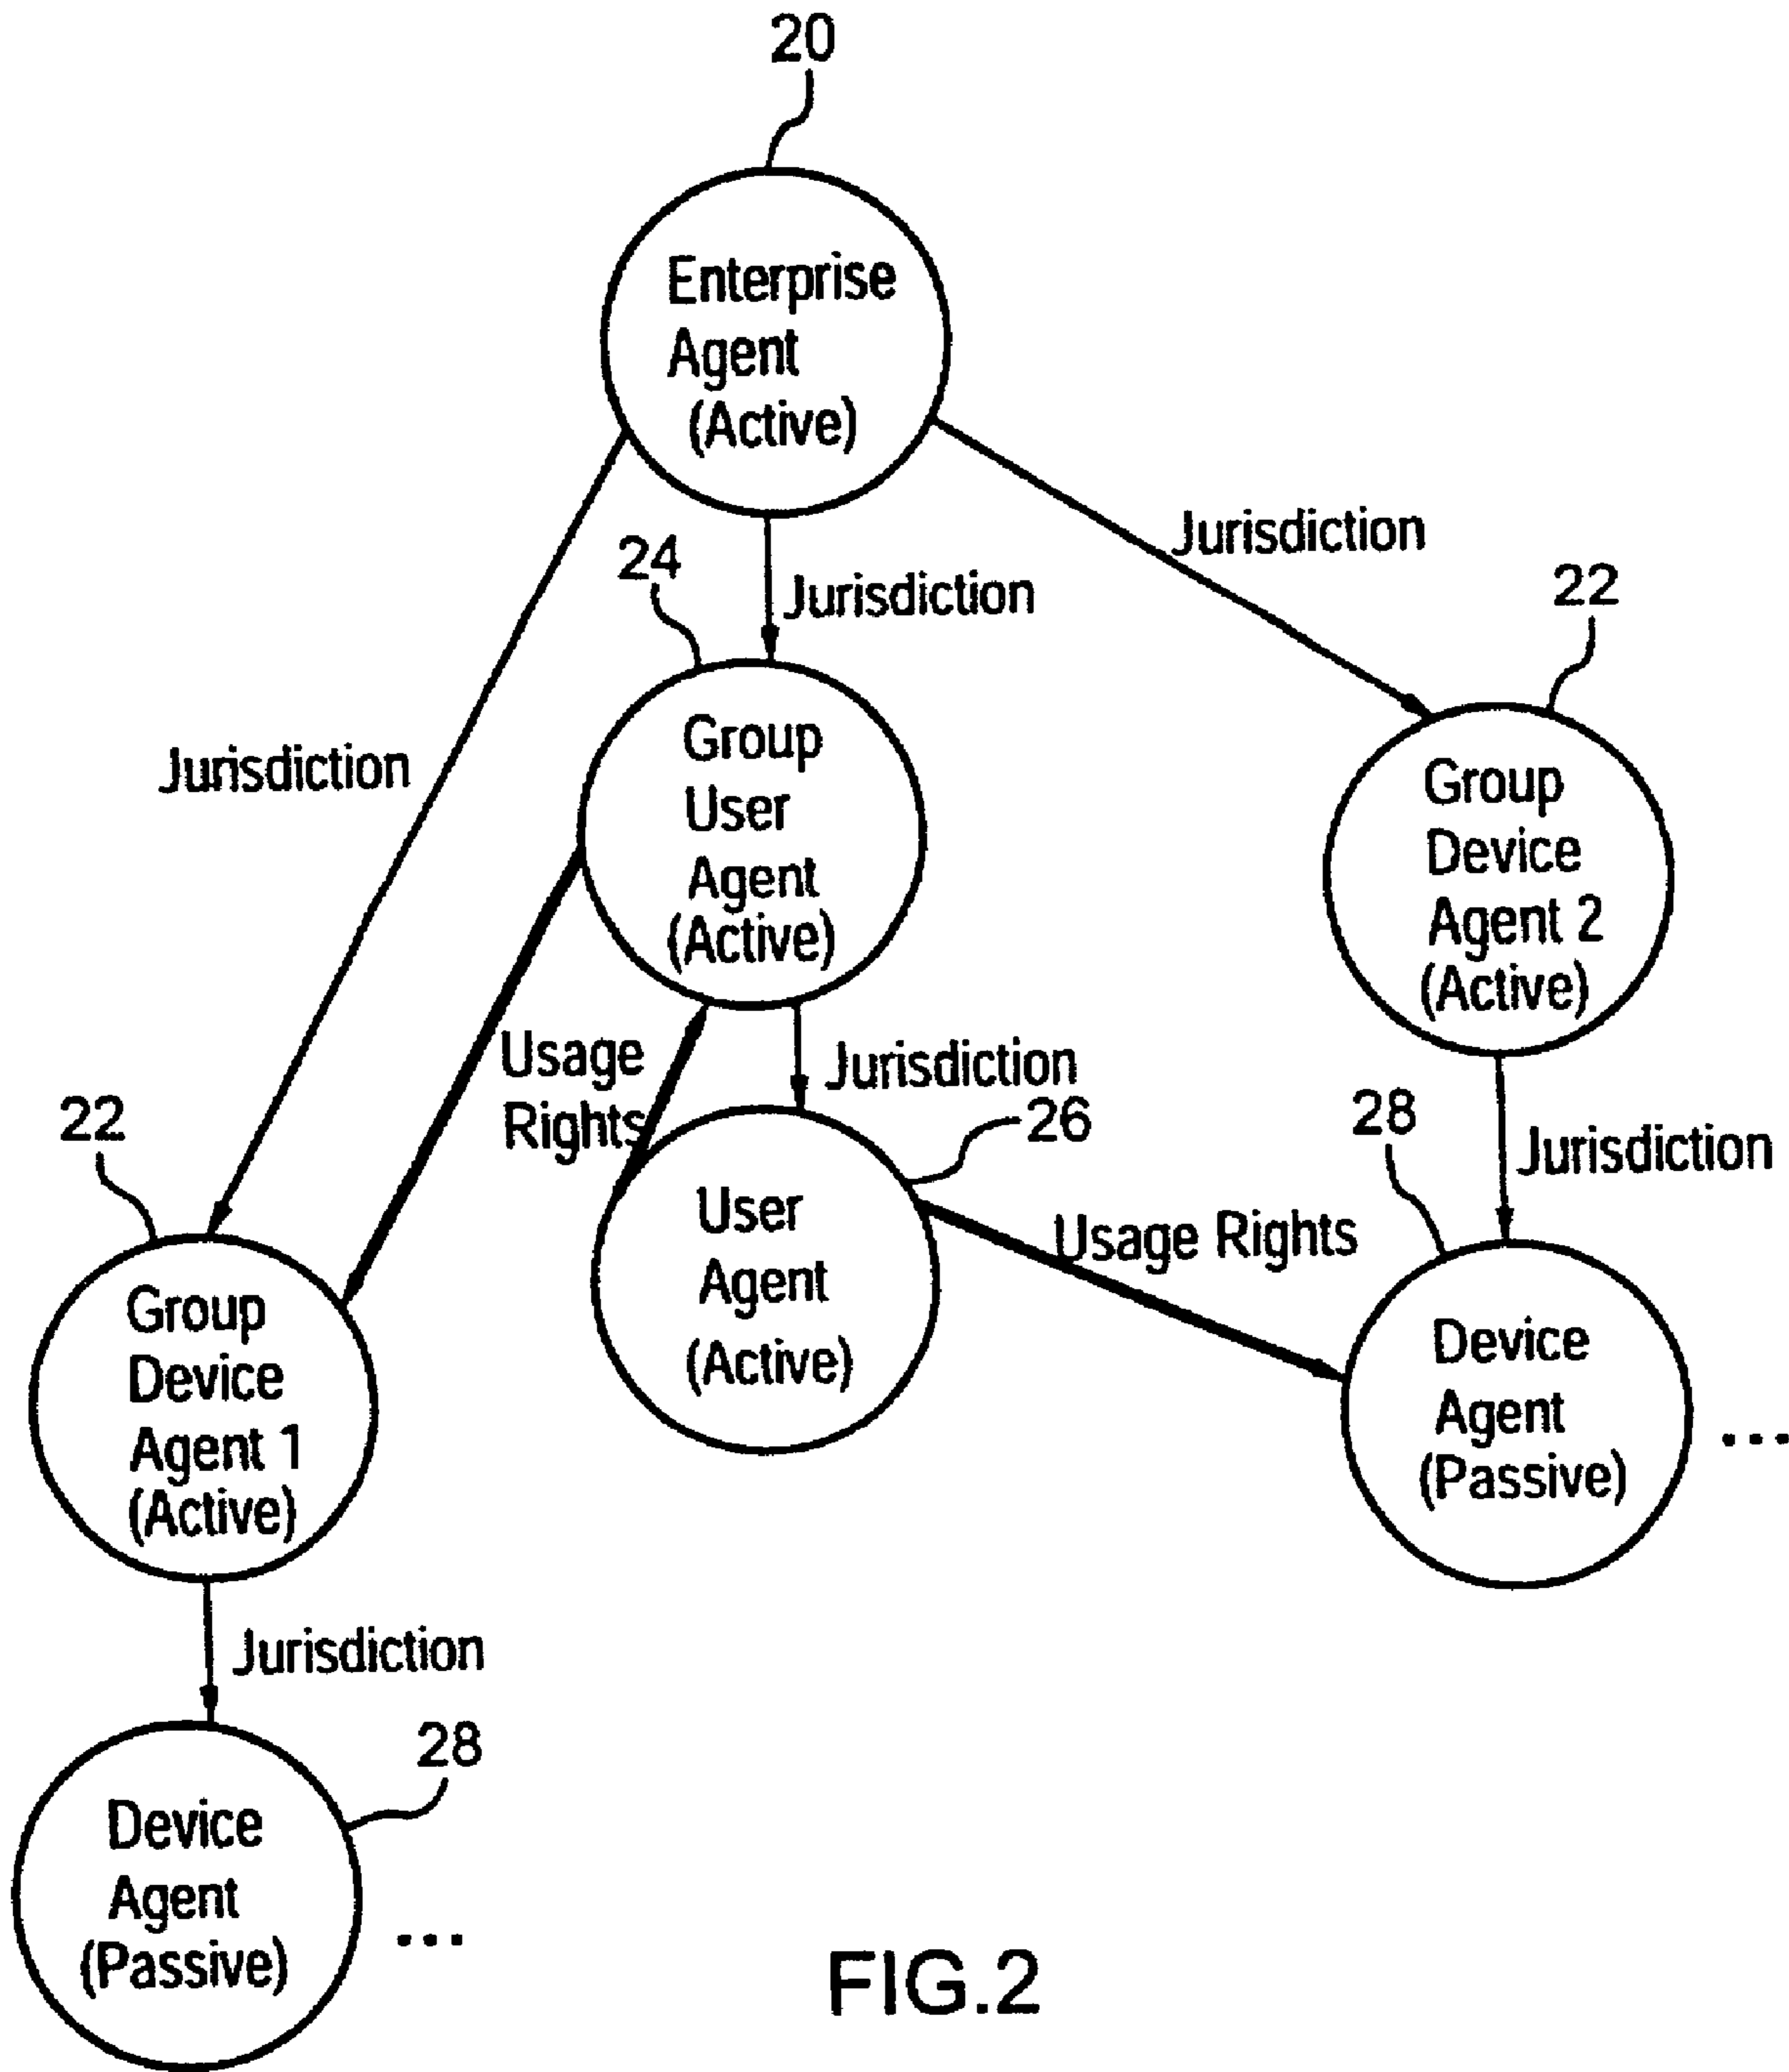 20
Enterprise
Agent
(Active)
Jurisdiction
24
Jurisdiction
22
Jurisdiction
Group
User
Agent
(Active)
Group
Device
Agent 2
(Active)
Usage
Rights
Jurisdiction
22
26
28
Jurisdiction
User
Agent
(Active)
Usage Rights
Group
Device
Agent 1
(Active)
Device
Agent
(Passive)
...
Jurisdiction
28
Device
Agent
(Passive)
...
FIG.2